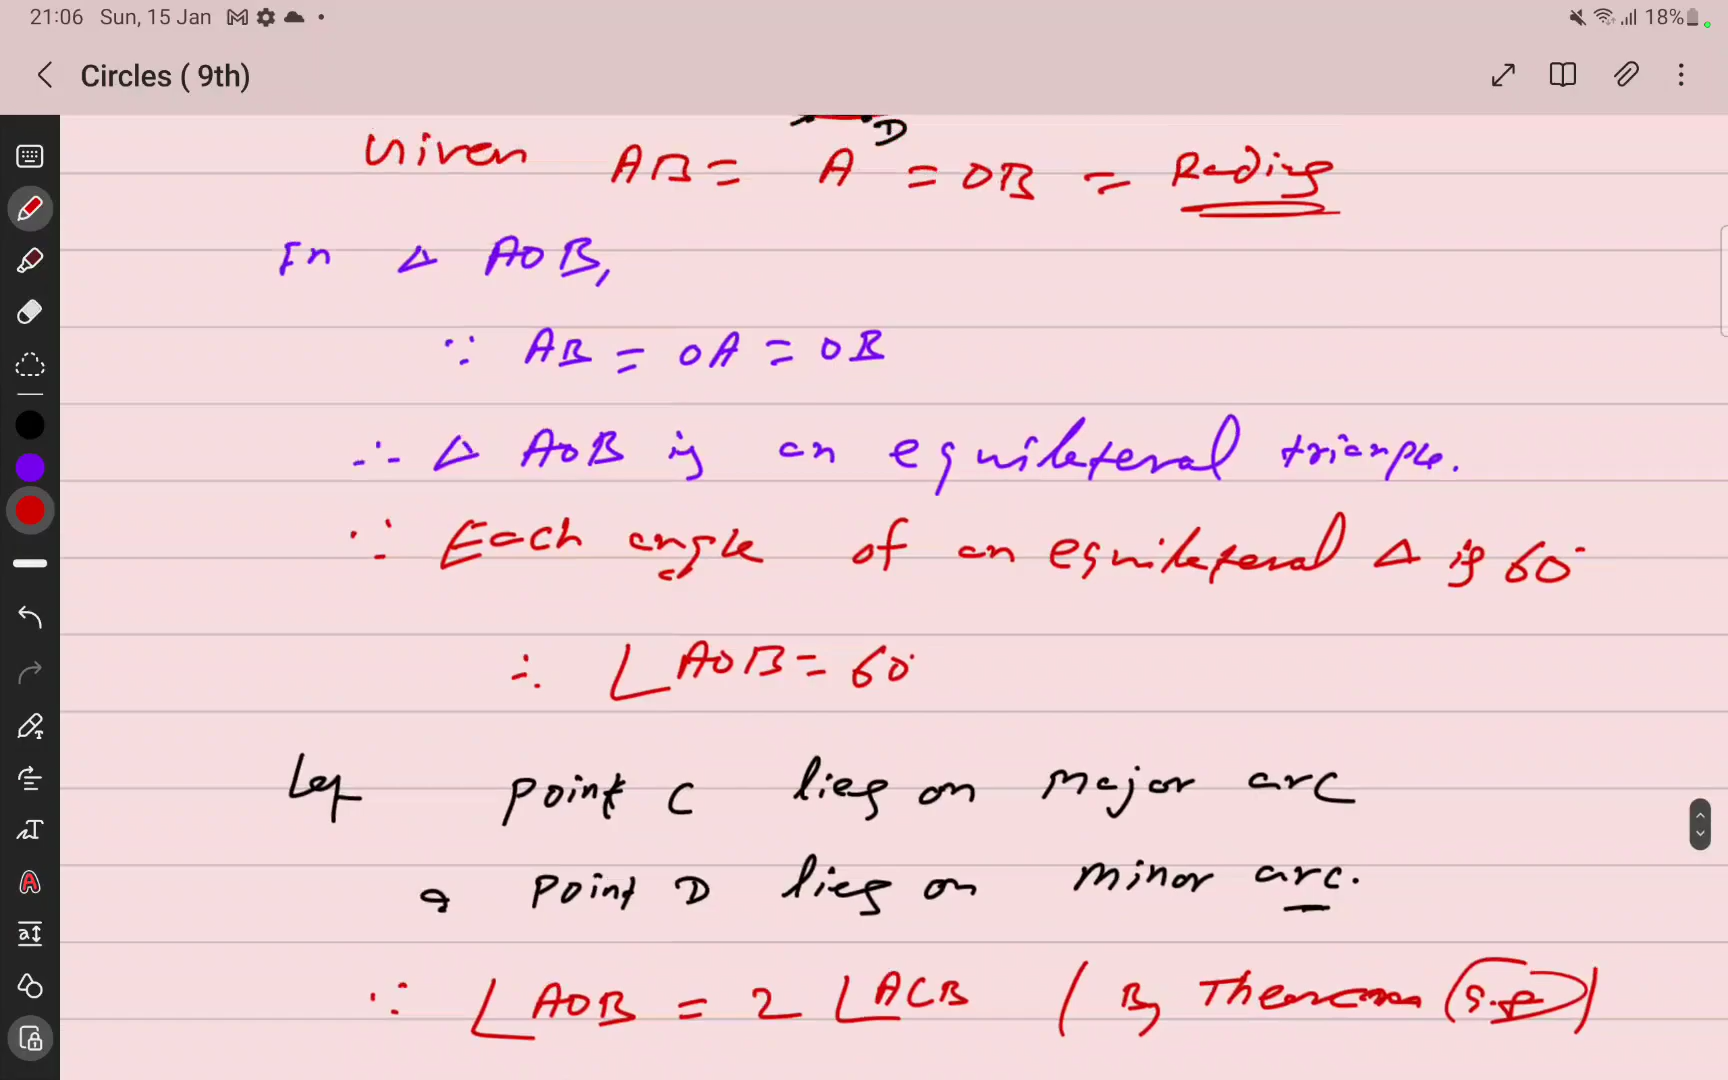 21:06 Sun, 15 Jan 18%
Circles ( 9th)
D
Given AB = A = OB = Radius
In Δ AOB,
∵ AB = OA = OB
∴ Δ AOB is an equilateral triangle.
∵ Each angle of an equilateral Δ is 60°
∴ ∠AOB = 60°
Let point C lies on major arc
& point D lies on minor arc.
∵ ∠AOB = 2 ∠ACB ( By Theorem )